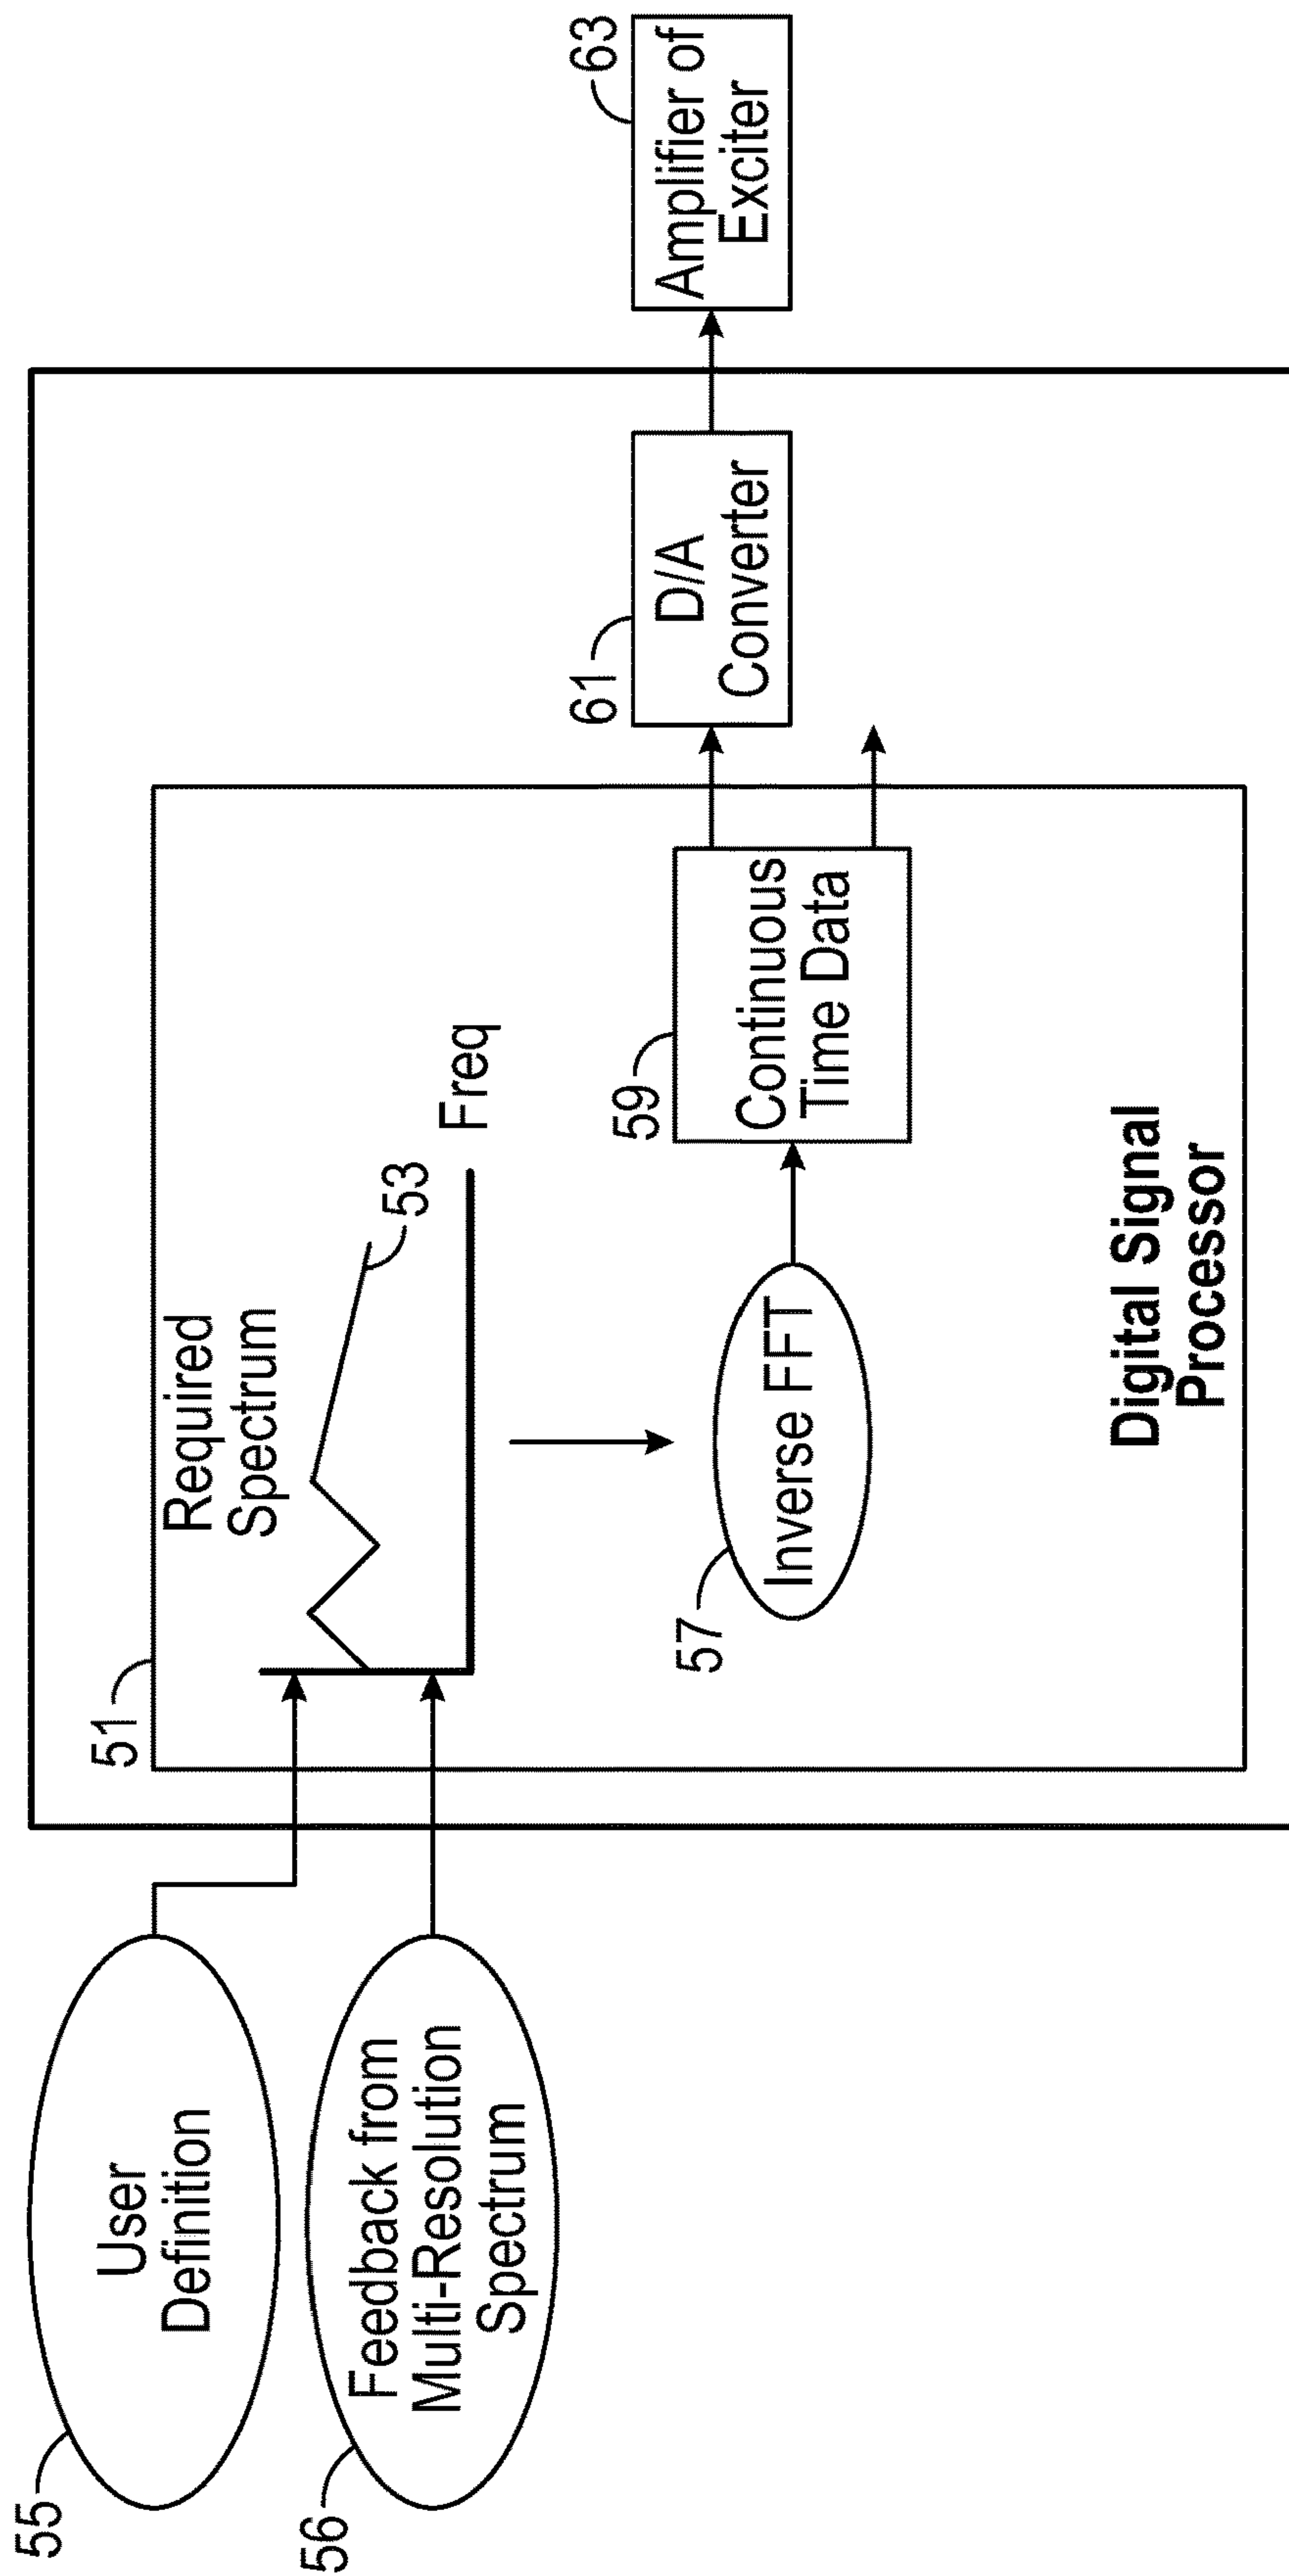 55
User
Definition
56
Feedback from
Multi-Resolution
Spectrum
51
Required
Spectrum
53
Freq
57
Inverse FFT
59
Continuous
Time Data
Digital Signal
Processor
61
D/A
Converter
63
Amplifier of
Exciter